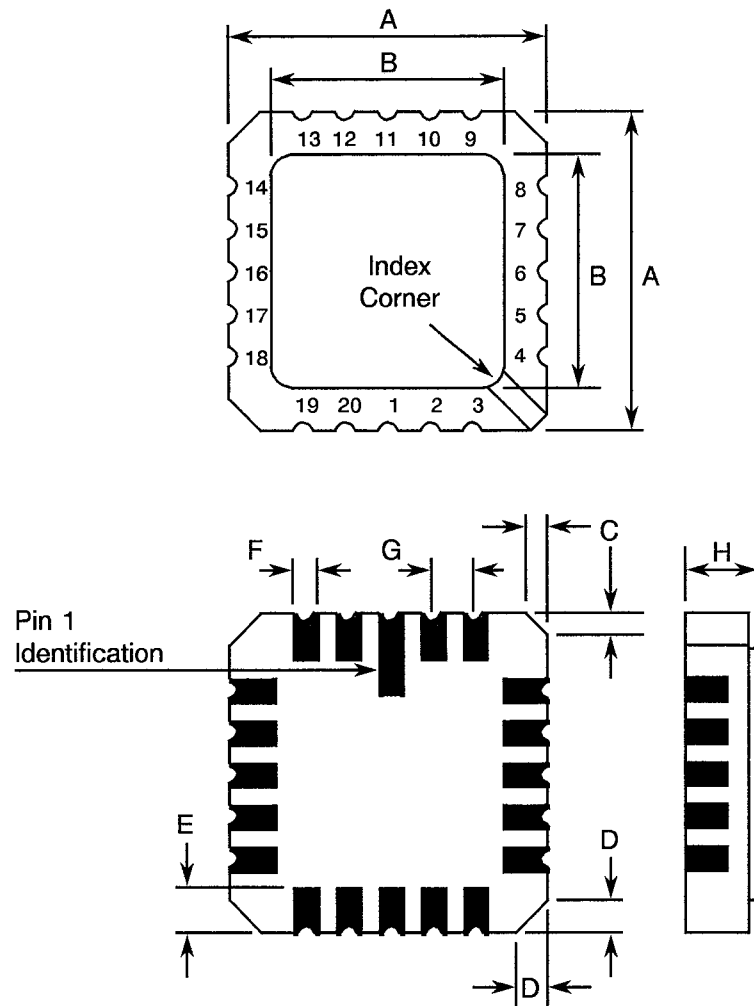 A
B
13 12 11 10 9
14 8
15 7
16 6
17 5
18 4
Index
Corner
B A
19 20 1 2 3
C
F G H
Pin 1
Identification
E D
D